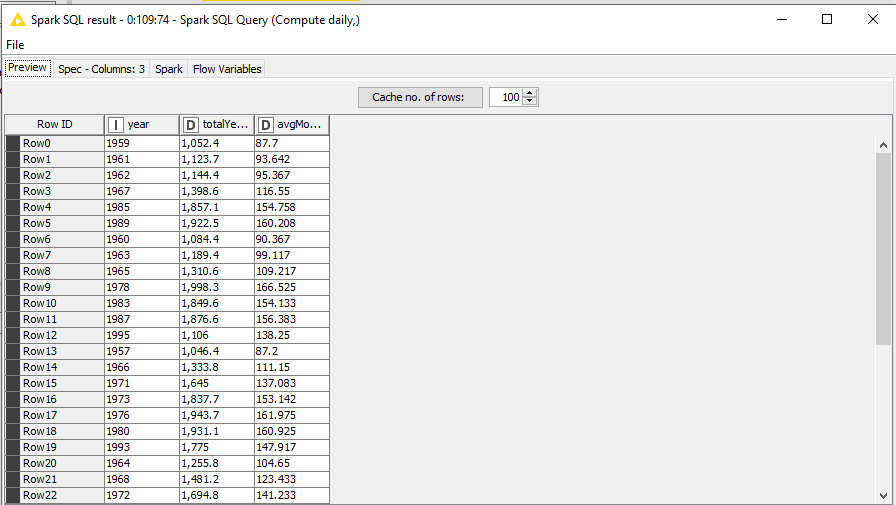 Spark SQL result - 0:109:74 - Spark SQL Query (Compute daily,)
File
Preview Spec - Columns: 3 Spark Flow Variables
Cache no. of rows: 100
Row ID I year D totalYe... D avgMo...
Row0 1959 1,052.4 87.7
Row1 1961 1,123.7 93.642
Row2 1962 1,144.4 95.367
Row3 1967 1,398.6 116.55
Row4 1985 1,857.1 154.758
Row5 1989 1,922.5 160.208
Row6 1960 1,084.4 90.367
Row7 1963 1,189.4 99.117
Row8 1965 1,310.6 109.217
Row9 1978 1,998.3 166.525
Row10 1983 1,849.6 154.133
Row11 1987 1,876.6 156.383
Row12 1995 1,106 138.25
Row13 1957 1,046.4 87.2
Row14 1966 1,333.8 111.15
Row15 1971 1,645 137.083
Row16 1973 1,837.7 153.142
Row17 1976 1,943.7 161.975
Row18 1980 1,931.1 160.925
Row19 1993 1,775 147.917
Row20 1964 1,255.8 104.65
Row21 1968 1,481.2 123.433
Row22 1972 1,694.8 141.233